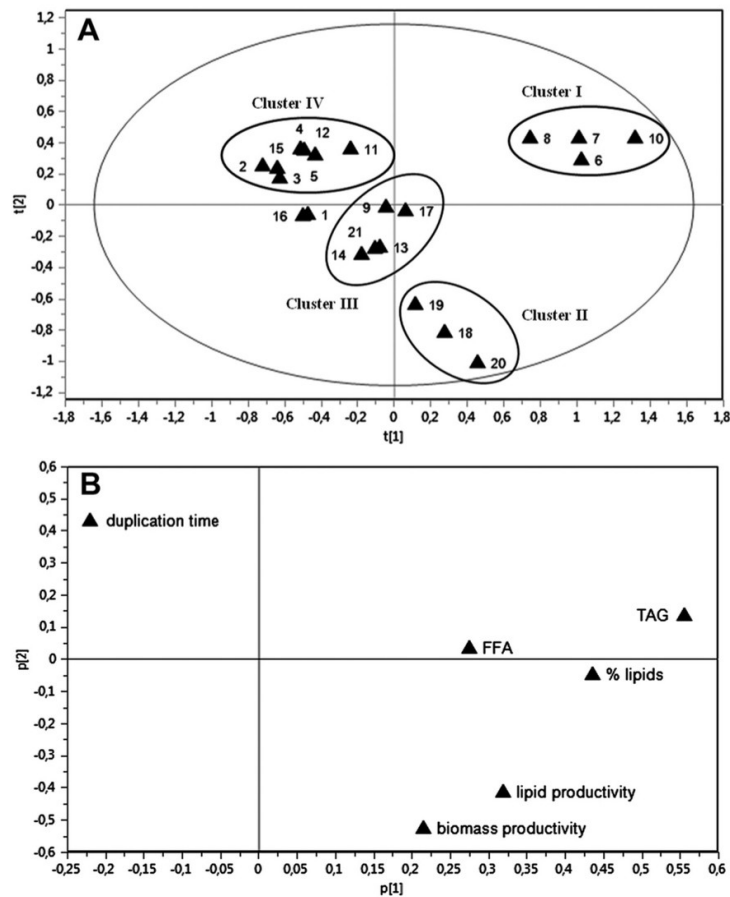 A
t[2]
1,2
1
0,8
0,6
0,4
0,2
0
-0,2
-0,4
-0,6
-0,8
-1
-1,2
Cluster I
Cluster IV
4 12
8 7 10
15 11
6
2
3 5
9 17
16 1
21
14 13
Cluster III
19 Cluster II
18
20
-1,8 -1,6 -1,4 -1,2 -1 -0,8 -0,6 -0,4 -0,2 0 0,2 0,4 0,6 0,8 1 1,2 1,4 1,6 1,8
t[1]
B
p[2]
0,6
0,5
0,4
0,3
0,2
0,1
0
-0,1
-0,2
-0,3
-0,4
-0,5
-0,6
duplication time
TAG
FFA
% lipids
lipid productivity
biomass productivity
-0,25 -0,2 -0,15 -0,1 -0,05 0 0,05 0,1 0,15 0,2 0,25 0,3 0,35 0,4 0,45 0,5 0,55 0,6
p[1]